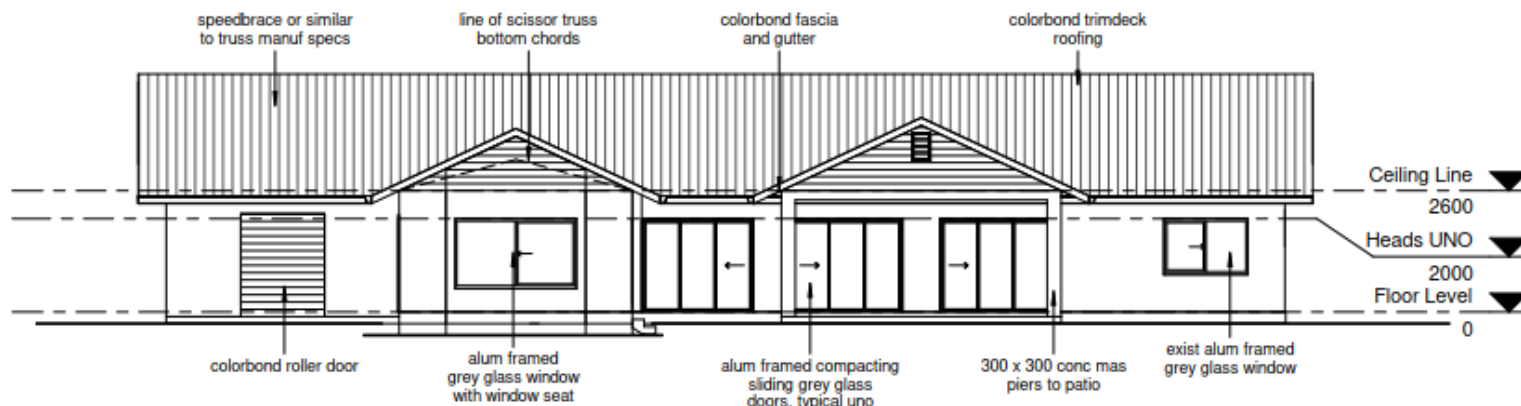 speedbrace or similar
to truss manuf specs
line of scissor truss
bottom chords
colorbond fascia
and gutter
colorbond trimdeck
roofing
Ceiling Line
2600
Heads UNO
2000
Floor Level
0
colorbond roller door
alum framed
grey glass window
with window seat
alum framed compacting
sliding grey glass
doors, typical uno
300 x 300 conc mas
piers to patio
exist alum framed
grey glass window